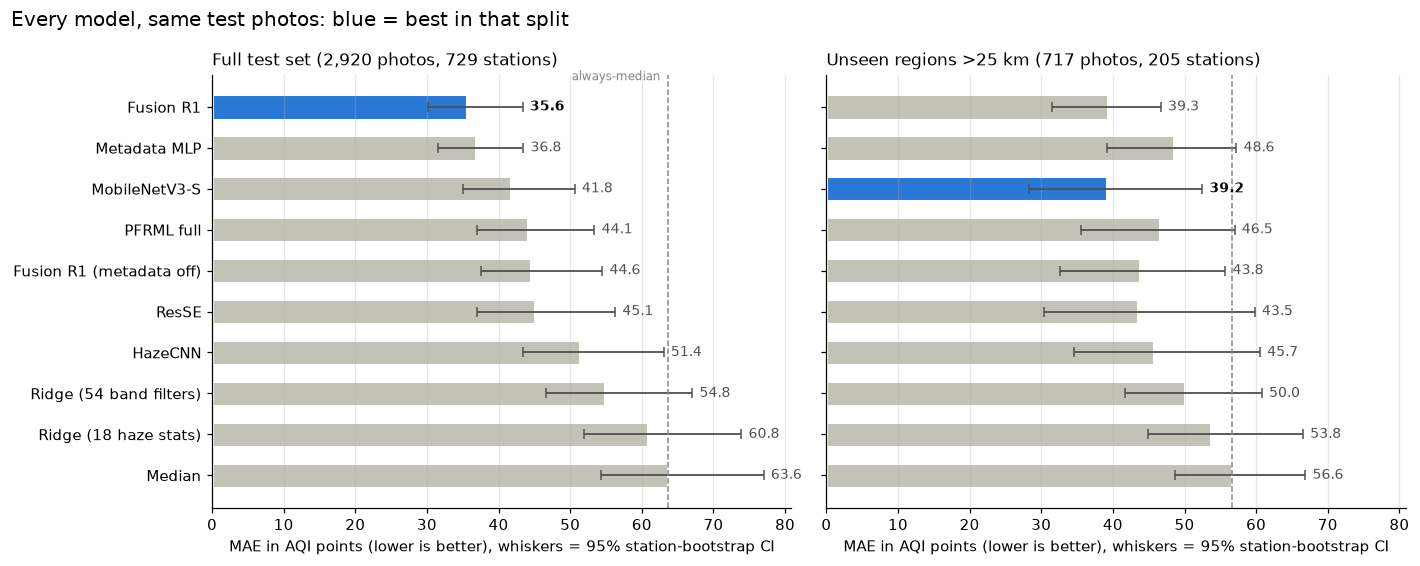 Every model, same test photos: blue = best in that split
Full test set (2,920 photos, 729 stations)
always-median
Fusion R1 35.6
Metadata MLP 36.8
MobileNetV3-S 41.8
PFRML full 44.1
Fusion R1 (metadata off) 44.6
ResSE 45.1
HazeCNN 51.4
Ridge (54 band filters) 54.8
Ridge (18 haze stats) 60.8
Median 63.6
0 10 20 30 40 50 60 70 80
MAE in AQI points (lower is better), whiskers = 95% station-bootstrap CI
Unseen regions >25 km (717 photos, 205 stations)
39.3
48.6
39.2
46.5
43.8
43.5
45.7
50.0
53.8
56.6
0 10 20 30 40 50 60 70 80
MAE in AQI points (lower is better), whiskers = 95% station-bootstrap CI